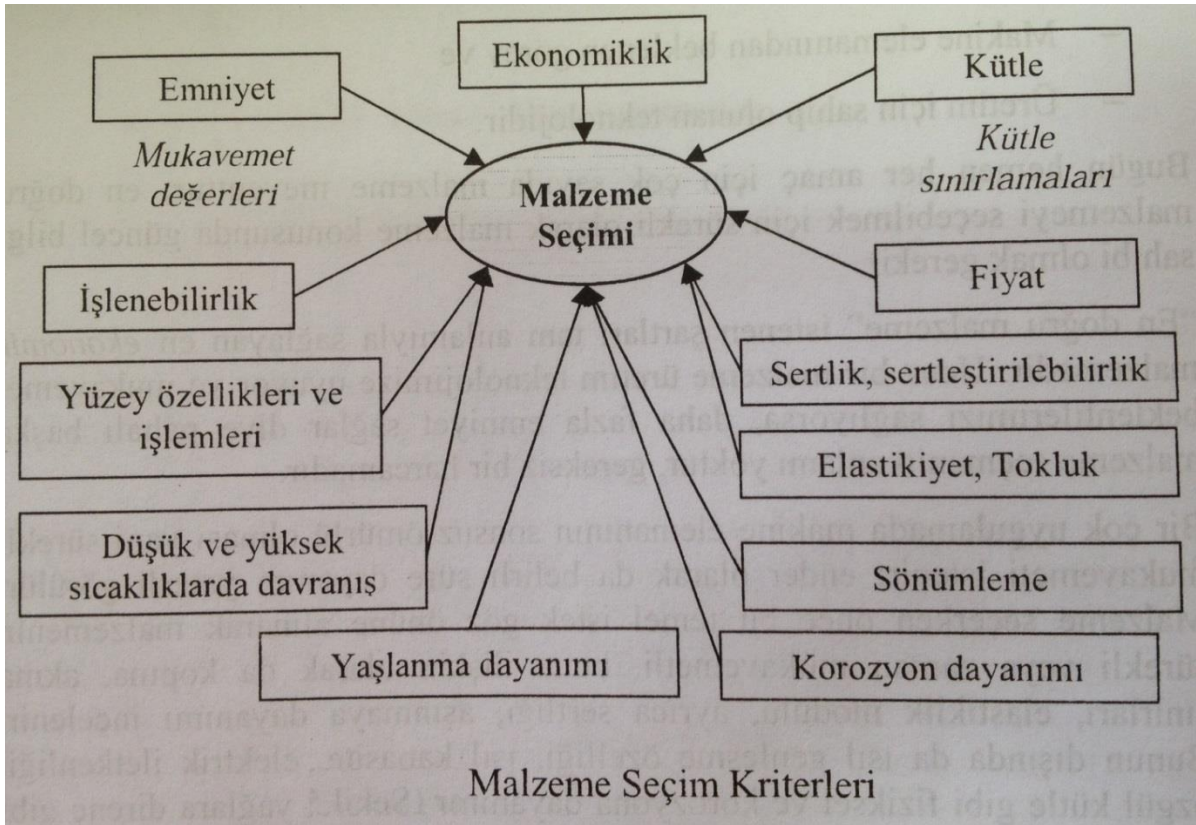 Ekonomiklik
Emniyet
Kütle
Mukavemet
değerleri
Kütle
sınırlamaları
Malzeme
Seçimi
İşlenebilirlik
Fiyat
Yüzey özellikleri ve
işlemleri
Sertlik, sertleştirilebilirlik
Elastikiyet, Tokluk
Düşük ve yüksek
sıcaklıklarda davranış
Sönümleme
Yaşlanma dayanımı
Korozyon dayanımı
Malzeme Seçim Kriterleri